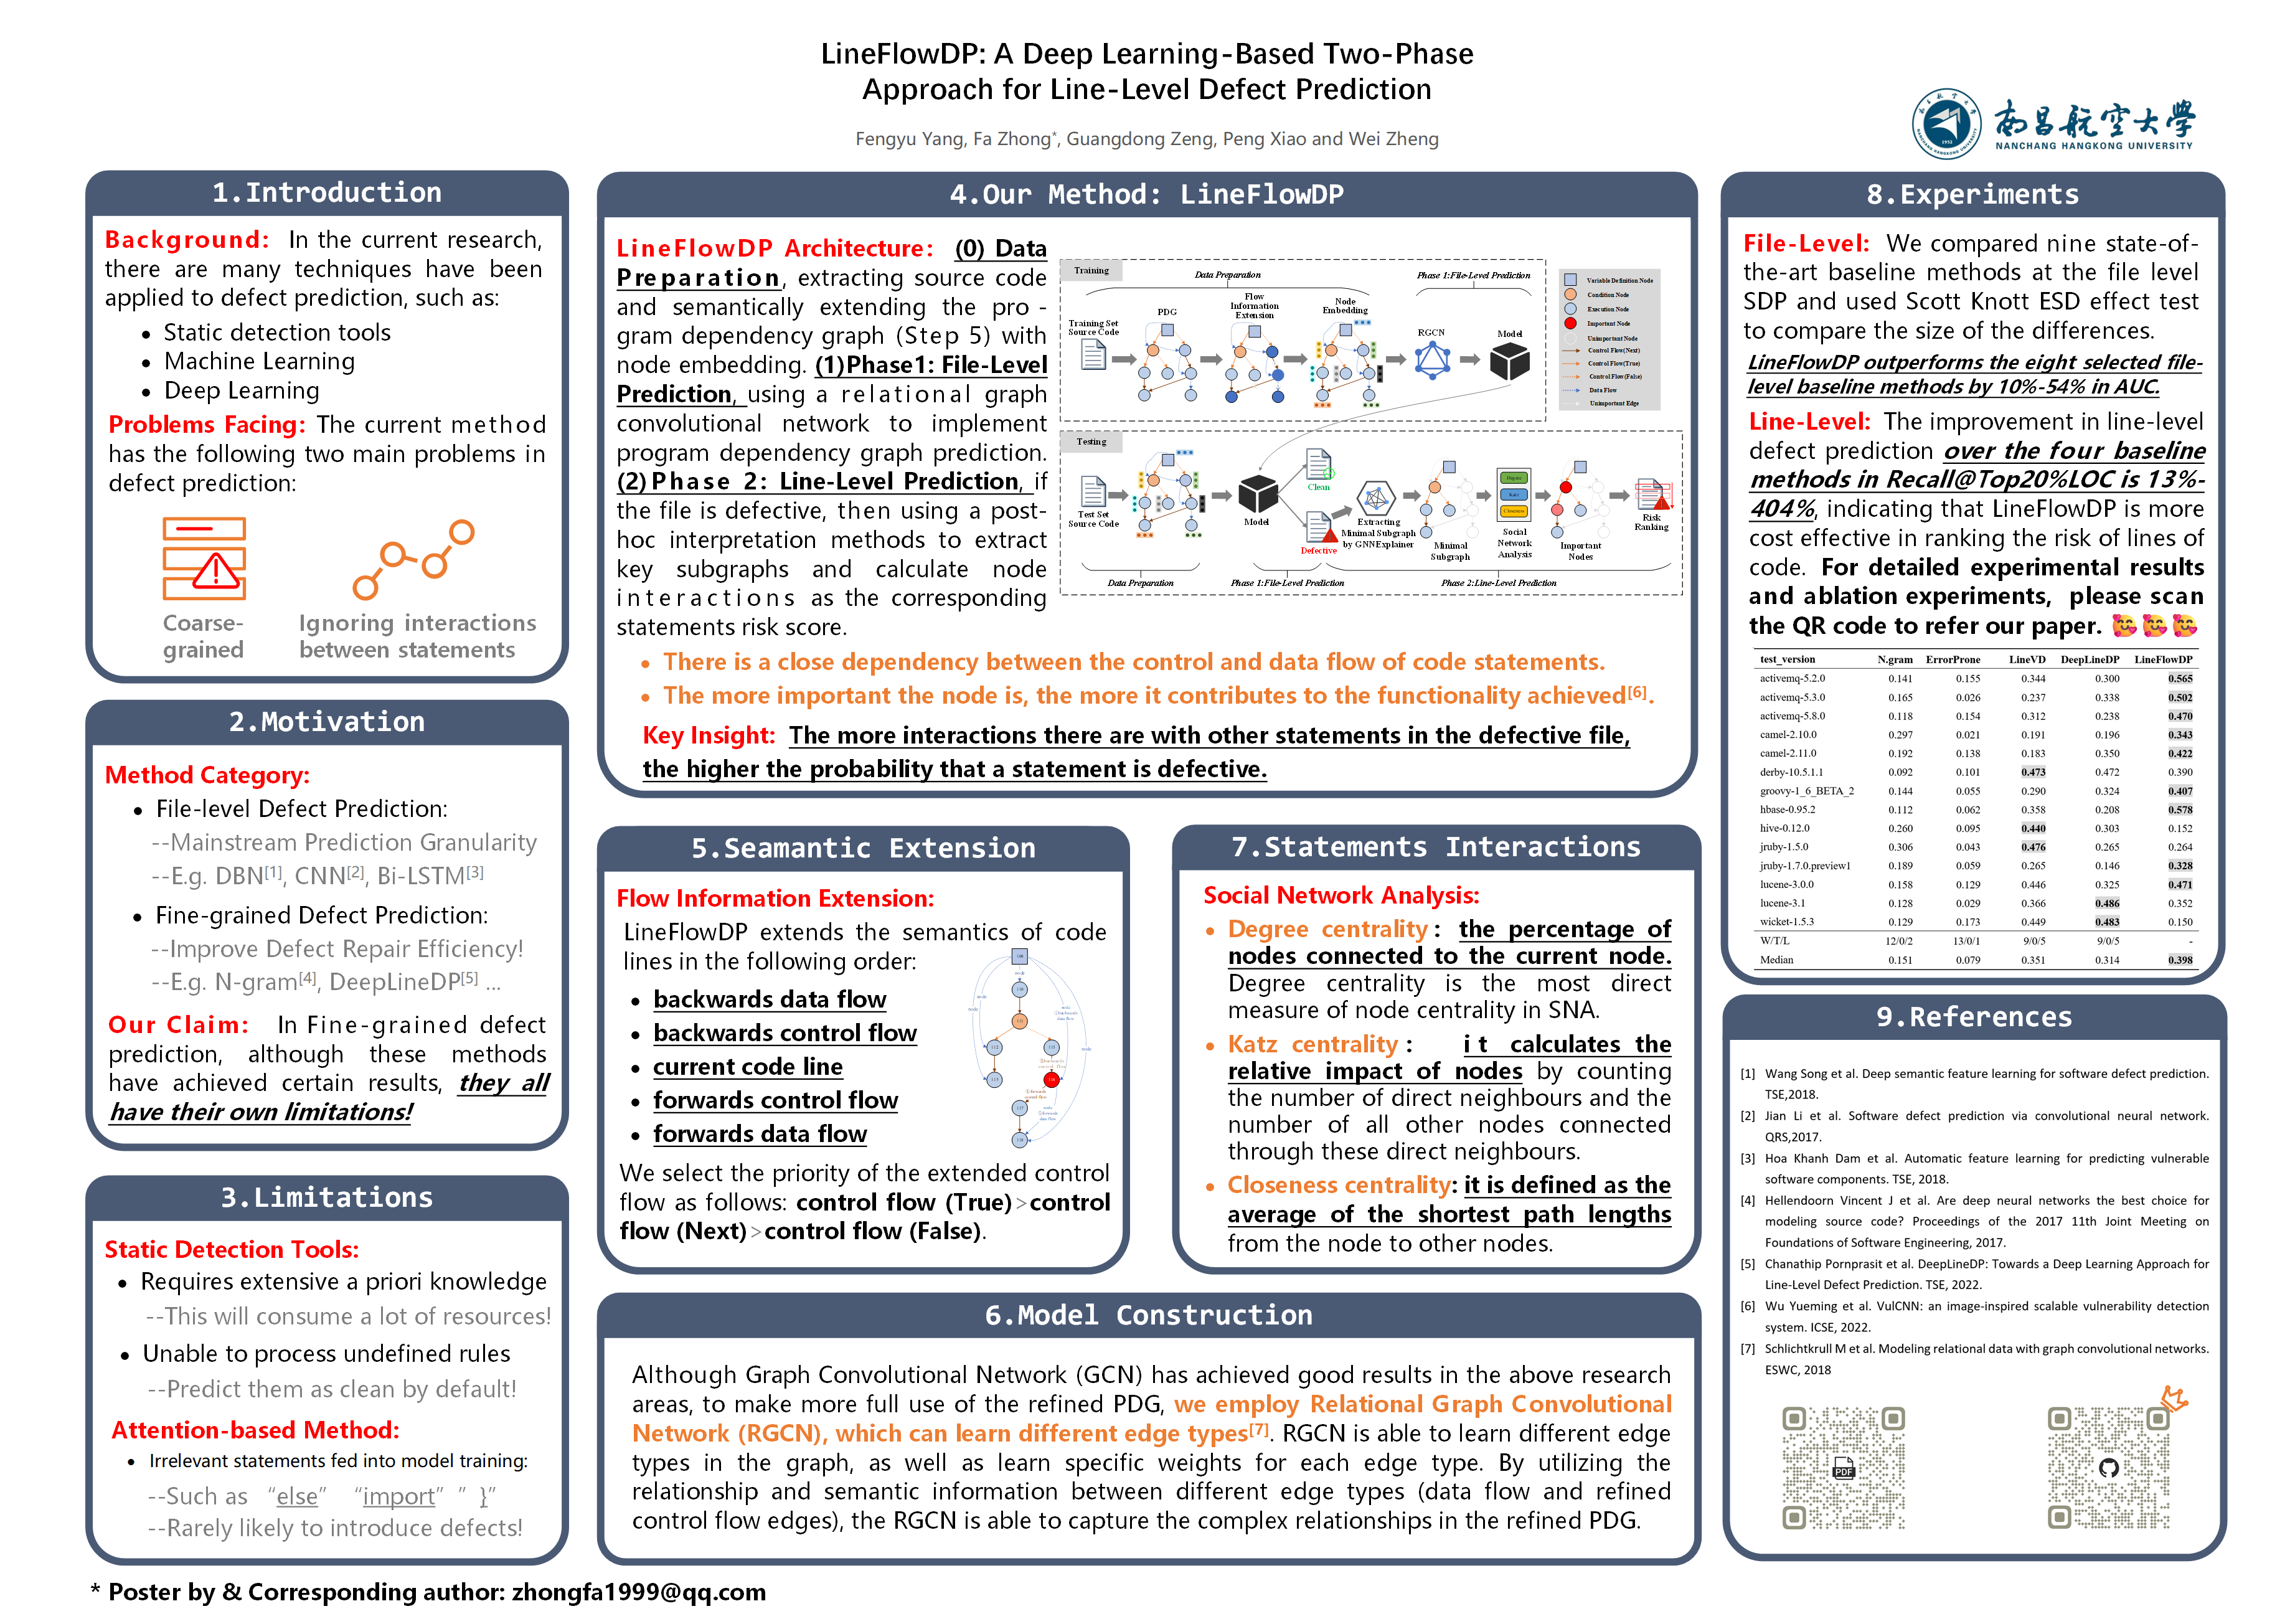 LineFlowDP: A Deep Learning-Based Two-Phase
Approach for Line-Level Defect Prediction
Fengyu Yang, Fa Zhong*, Guangdong Zeng, Peng Xiao and Wei Zheng
南昌航空大学
NANCHANG HANGKONG UNIVERSITY
1.Introduction
Background: In the current research,
there are many techniques have been
applied to defect prediction, such as:
• Static detection tools
• Machine Learning
• Deep Learning
Problems Facing: The current method
has the following two main problems in
defect prediction:
Coarse-
grained
Ignoring interactions
between statements
2.Motivation
Method Category:
• File-level Defect Prediction:
--Mainstream Prediction Granularity
--E.g. DBN[1], CNN[2], Bi-LSTM[3]
• Fine-grained Defect Prediction:
--Improve Defect Repair Efficiency!
--E.g. N-gram[4], DeepLineDP[5] ...
Our Claim: In Fine-grained defect
prediction, although these methods
have achieved certain results, they all
have their own limitations!
3.Limitations
Static Detection Tools:
• Requires extensive a priori knowledge
--This will consume a lot of resources!
• Unable to process undefined rules
--Predict them as clean by default!
Attention-based Method:
• Irrelevant statements fed into model training:
--Such as “else” “import” ” }”
--Rarely likely to introduce defects!
4.Our Method: LineFlowDP
LineFlowDP Architecture: (0) Data
Preparation, extracting source code
and semantically extending the pro -
gram dependency graph (Step 5) with
node embedding. (1)Phase1: File-Level
Prediction, using a relational graph
convolutional network to implement
program dependency graph prediction.
(2) Phase 2: Line-Level Prediction, if
the file is defective, then using a post-
hoc interpretation methods to extract
key subgraphs and calculate node
interactions as the corresponding
statements risk score.
Training
Data Preparation
Phase 1:File-Level Prediction
Training Set
Source Code
PDG
Flow
Information
Extension
Node
Embedding
RGCN
Model
Variable Definition Node
Condition Node
Execution Node
Important Node
Unimportant Node
Control Flow(Next)
Control Flow(True)
Control Flow(False)
Data Flow
Unimportant Edge
Testing
Test Set
Source Code
Model
Clean
Defective
Extracting
Minimal Subgraph
by GNNExplainer
Minimal
Subgraph
Degree
Katz
Closeness
Social
Network
Analysis
Important
Nodes
Risk
Ranking
Data Preparation
Phase 1:File-Level Prediction
Phase 2:Line-Level Prediction
• There is a close dependency between the control and data flow of code statements.
• The more important the node is, the more it contributes to the functionality achieved[6].
Key Insight: The more interactions there are with other statements in the defective file,
the higher the probability that a statement is defective.
5.Seamantic Extension
Flow Information Extension:
LineFlowDP extends the semantics of code
lines in the following order:
• backwards data flow
• backwards control flow
• current code line
• forwards control flow
• forwards data flow
We select the priority of the extended control
flow as follows: control flow (True)>control
flow (Next)>control flow (False).
7.Statements Interactions
Social Network Analysis:
• Degree centrality : the percentage of
nodes connected to the current node.
Degree centrality is the most direct
measure of node centrality in SNA.
• Katz centrality : it calculates the
relative impact of nodes by counting
the number of direct neighbours and the
number of all other nodes connected
through these direct neighbours.
• Closeness centrality: it is defined as the
average of the shortest path lengths
from the node to other nodes.
6.Model Construction
Although Graph Convolutional Network (GCN) has achieved good results in the above research
areas, to make more full use of the refined PDG, we employ Relational Graph Convolutional
Network (RGCN), which can learn different edge types[7]. RGCN is able to learn different edge
types in the graph, as well as learn specific weights for each edge type. By utilizing the
relationship and semantic information between different edge types (data flow and refined
control flow edges), the RGCN is able to capture the complex relationships in the refined PDG.
8.Experiments
File-Level: We compared nine state-of-
the-art baseline methods at the file level
SDP and used Scott Knott ESD effect test
to compare the size of the differences.
LineFlowDP outperforms the eight selected file-
level baseline methods by 10%-54% in AUC.
Line-Level: The improvement in line-level
defect prediction over the four baseline
methods in Recall@Top20%LOC is 13%-
404%, indicating that LineFlowDP is more
cost effective in ranking the risk of lines of
code. For detailed experimental results
and ablation experiments, please scan
the QR code to refer our paper. 🥰🥰🥰
test_version N.gram ErrorProne LineVD DeepLineDP LineFlowDP
activemq-5.2.0 0.141 0.155 0.344 0.300 0.565
activemq-5.3.0 0.165 0.026 0.237 0.338 0.502
activemq-5.8.0 0.118 0.154 0.312 0.238 0.470
camel-2.10.0 0.297 0.021 0.191 0.196 0.343
camel-2.11.0 0.192 0.138 0.183 0.350 0.422
derby-10.5.1.1 0.092 0.101 0.473 0.472 0.390
groovy-1_6_BETA_2 0.144 0.055 0.290 0.324 0.407
hbase-0.95.2 0.112 0.062 0.358 0.208 0.578
hive-0.12.0 0.260 0.095 0.440 0.303 0.152
jruby-1.5.0 0.306 0.043 0.476 0.265 0.264
jruby-1.7.0.preview1 0.189 0.059 0.265 0.146 0.328
lucene-3.0.0 0.158 0.129 0.446 0.325 0.471
lucene-3.1 0.128 0.029 0.366 0.486 0.352
wicket-1.5.3 0.129 0.173 0.449 0.483 0.150
W/T/L 12/0/2 13/0/1 9/0/5 9/0/5 -
Median 0.151 0.079 0.351 0.314 0.398
9.References
[1] Wang Song et al. Deep semantic feature learning for software defect prediction.
TSE,2018.
[2] Jian Li et al. Software defect prediction via convolutional neural network.
QRS,2017.
[3] Hoa Khanh Dam et al. Automatic feature learning for predicting vulnerable
software components. TSE, 2018.
[4] Hellendoorn Vincent J et al. Are deep neural networks the best choice for
modeling source code? Proceedings of the 2017 11th Joint Meeting on
Foundations of Software Engineering, 2017.
[5] Chanathip Pornprasit et al. DeepLineDP: Towards a Deep Learning Approach for
Line-Level Defect Prediction. TSE, 2022.
[6] Wu Yueming et al. VulCNN: an image-inspired scalable vulnerability detection
system. ICSE, 2022.
[7] Schlichtkrull M et al. Modeling relational data with graph convolutional networks.
ESWC, 2018
PDF
* Poster by & Corresponding author: zhongfa1999@qq.com